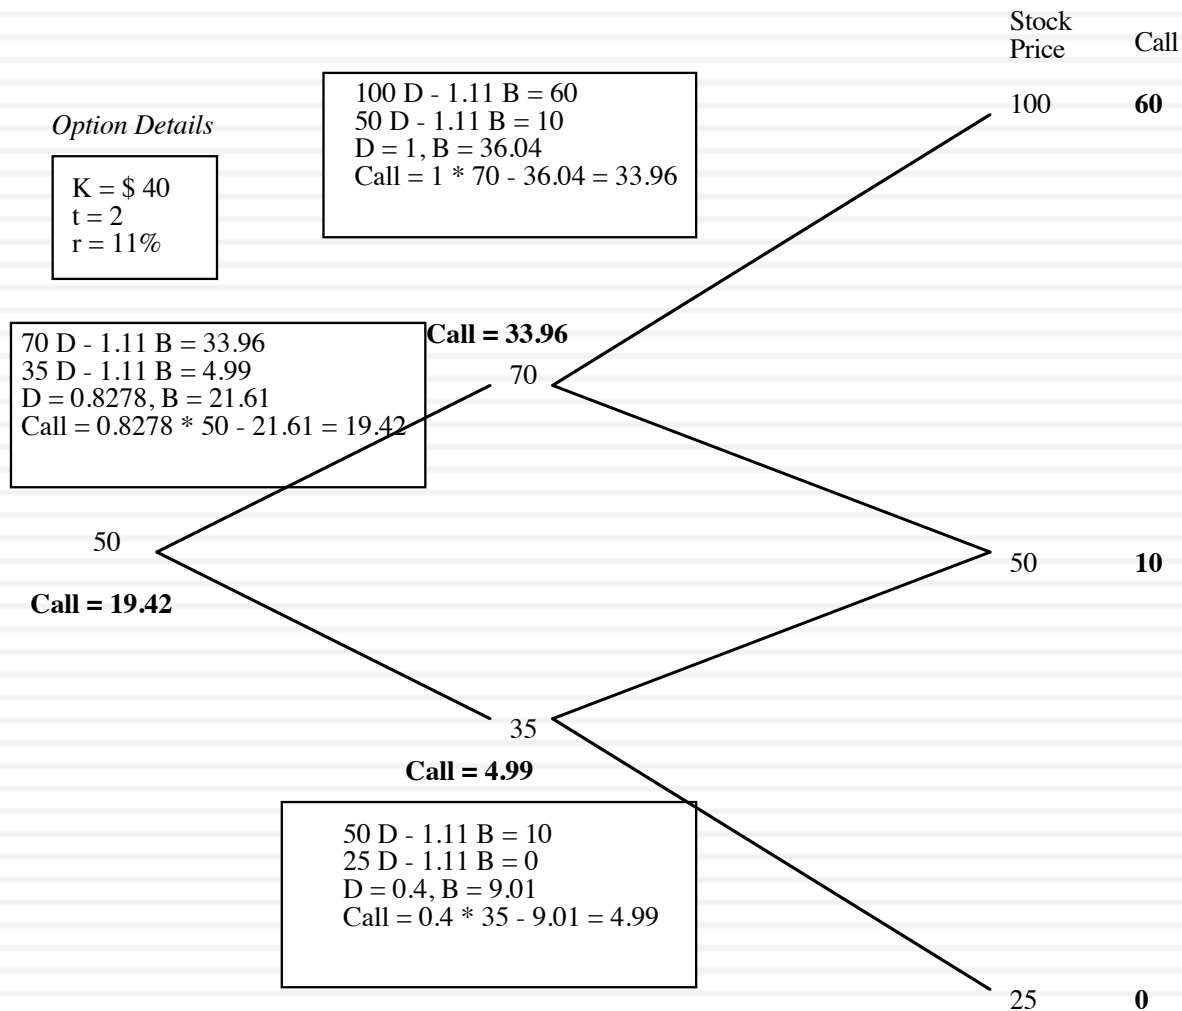 Stock
Price
Call
100
60
Option Details
K = $ 40
t = 2
r = 11%
100 D - 1.11 B = 60
50 D - 1.11 B = 10
D = 1, B = 36.04
Call = 1 * 70 - 36.04 = 33.96
Call = 33.96
70
70 D - 1.11 B = 33.96
35 D - 1.11 B = 4.99
D = 0.8278, B = 21.61
Call = 0.8278 * 50 - 21.61 = 19.42
50
Call = 19.42
50
10
35
Call = 4.99
50 D - 1.11 B = 10
25 D - 1.11 B = 0
D = 0.4, B = 9.01
Call = 0.4 * 35 - 9.01 = 4.99
25
0